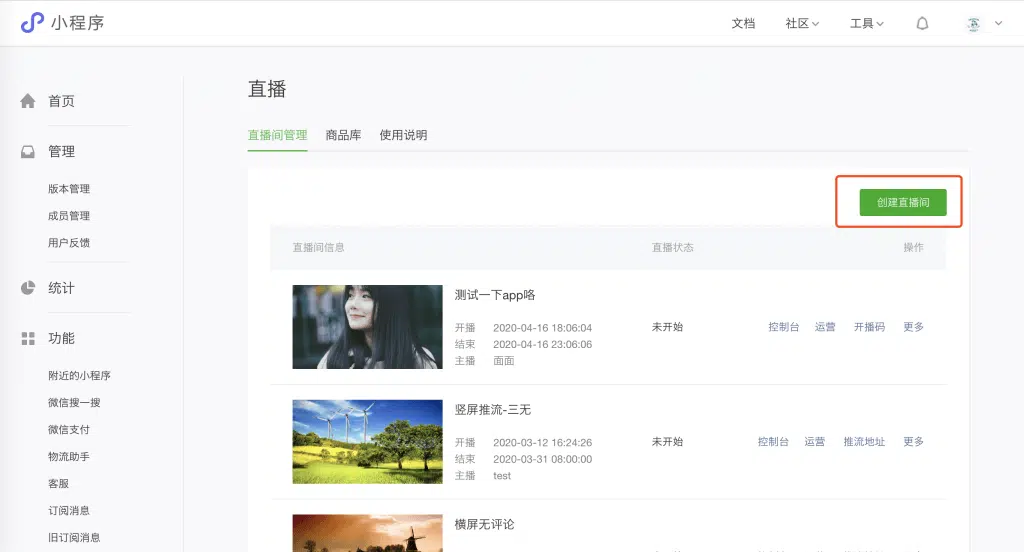 小程序
文档 社区 工具
首页
管理
版本管理
成员管理
用户反馈
统计
功能
附近的小程序
微信搜一搜
微信支付
物流助手
客服
订阅消息
旧订阅消息
直播
直播间管理 商品库 使用说明
创建直播间
直播间信息 直播状态 操作
测试一下app咯
开播 2020-04-16 18:06:04
结束 2020-04-16 23:06:06
主播 面面
未开始 控制台 运营 开播码 更多
竖屏推流-三无
开播 2020-03-12 16:24:26
结束 2020-03-31 08:00:00
主播 test
未开始 控制台 运营 推流地址 更多
横屏无评论